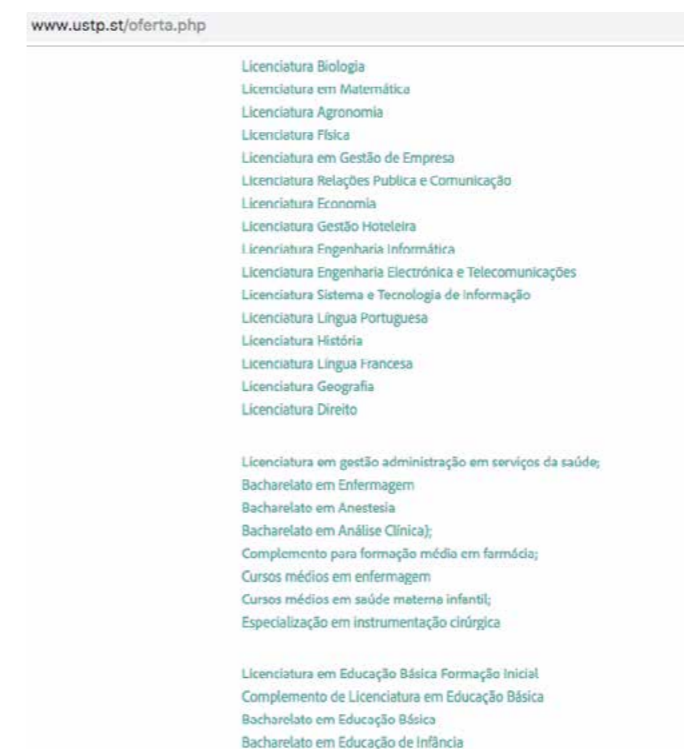 www.ustp.st/oferta.php
Licenciatura Biologia
Licenciatura em Matemática
Licenciatura Agronomia
Licenciatura Física
Licenciatura em Gestão de Empresa
Licenciatura Relações Publica e Comunicação
Licenciatura Economia
Licenciatura Gestão Hoteleira
Licenciatura Engenharia Informática
Licenciatura Engenharia Electrónica e Telecomunicações
Licenciatura Sistema e Tecnologia de Informação
Licenciatura Língua Portuguesa
Licenciatura História
Licenciatura Língua Francesa
Licenciatura Geografia
Licenciatura Direito
Licenciatura em gestão administração em serviços da saúde;
Bacharelato em Enfermagem
Bacharelato em Anestesia
Bacharelato em Análise Clínica);
Complemento para formação média em farmácia;
Cursos médios em enfermagem
Cursos médios em saúde materna infantil;
Especialização em instrumentação cirúrgica
Licenciatura em Educação Básica Formação Inicial
Complemento de Licenciatura em Educação Básica
Bacharelato em Educação Básica
Bacharelato em Educação de Infância